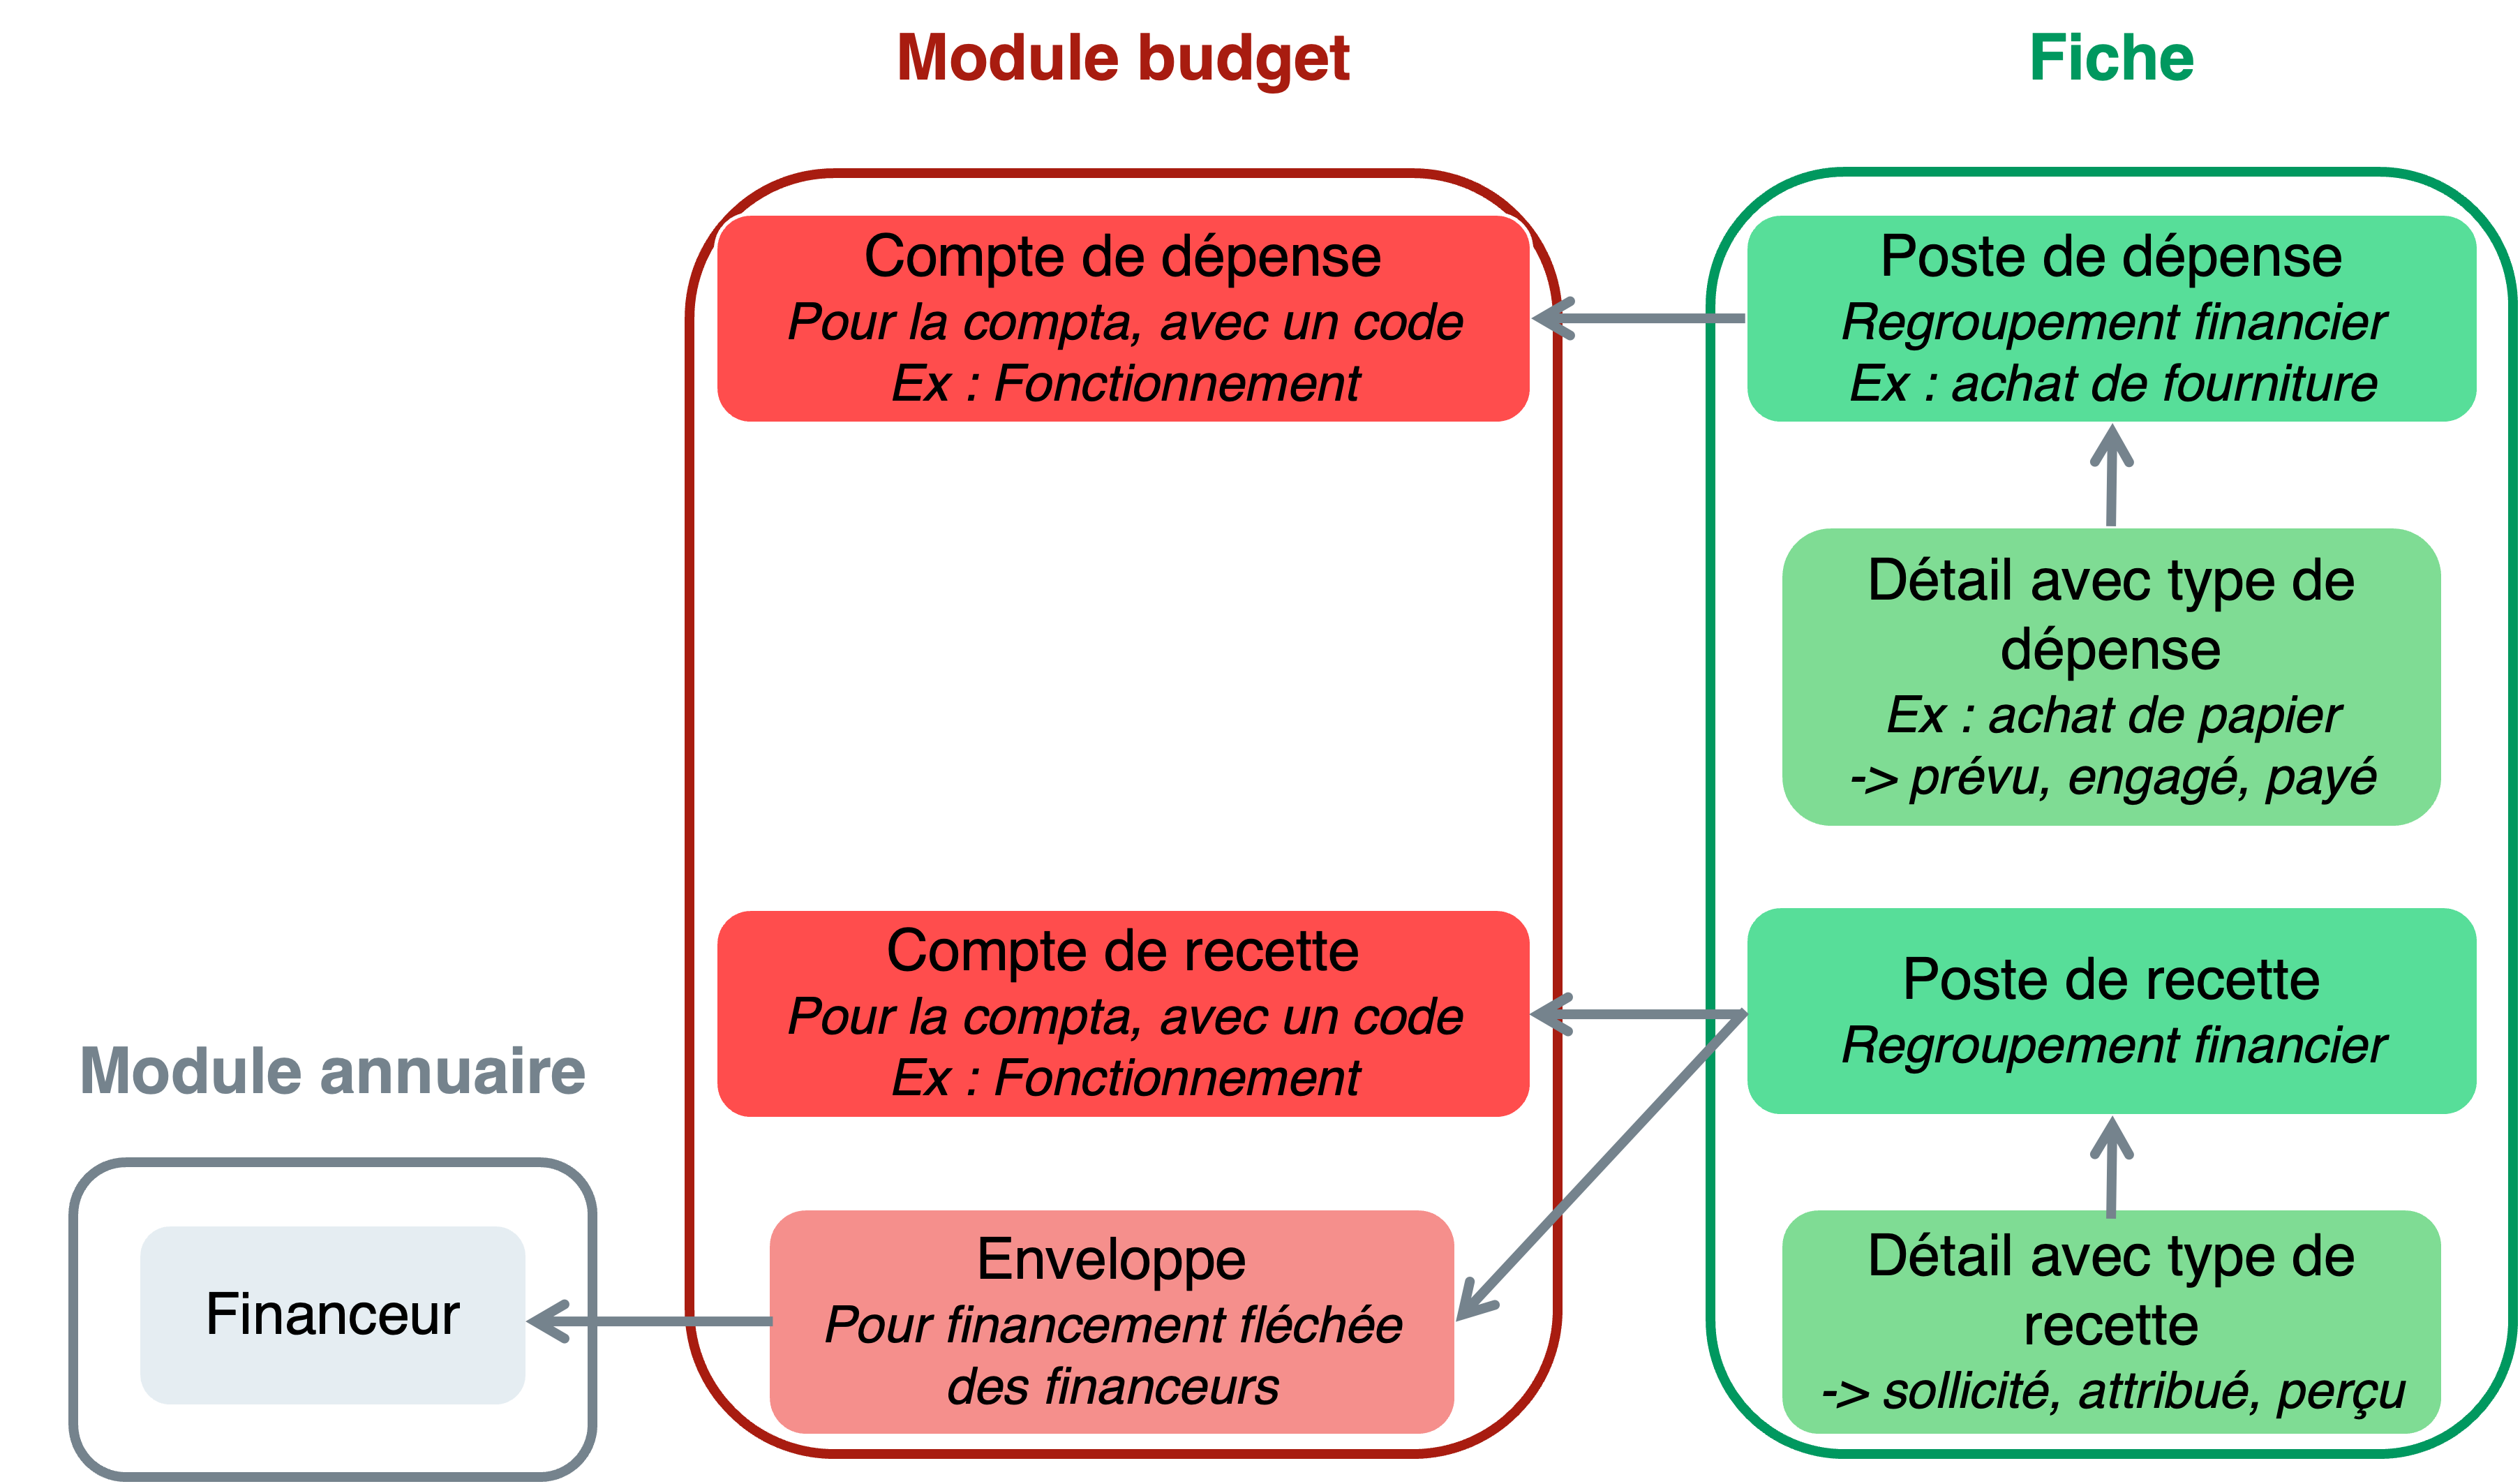 Module budget
Compte de dépense
Pour la compta, avec un code
Ex : Fonctionnement
Compte de recette
Pour la compta, avec un code
Ex : Fonctionnement
Enveloppe
Pour financement fléchée
des financeurs
Fiche
Poste de dépense
Regroupement financier
Ex : achat de fourniture
Détail avec type de
dépense
Ex : achat de papier
-> prévu, engagé, payé
Poste de recette
Regroupement financier
Détail avec type de
recette
-> sollicité, attribué, perçu
Module annuaire
Financeur